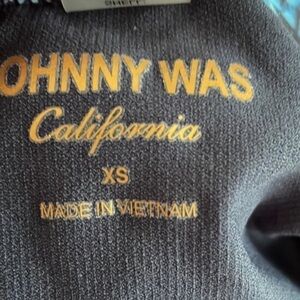 OHNNY WAS
California
XS
MADE IN VIETNAM